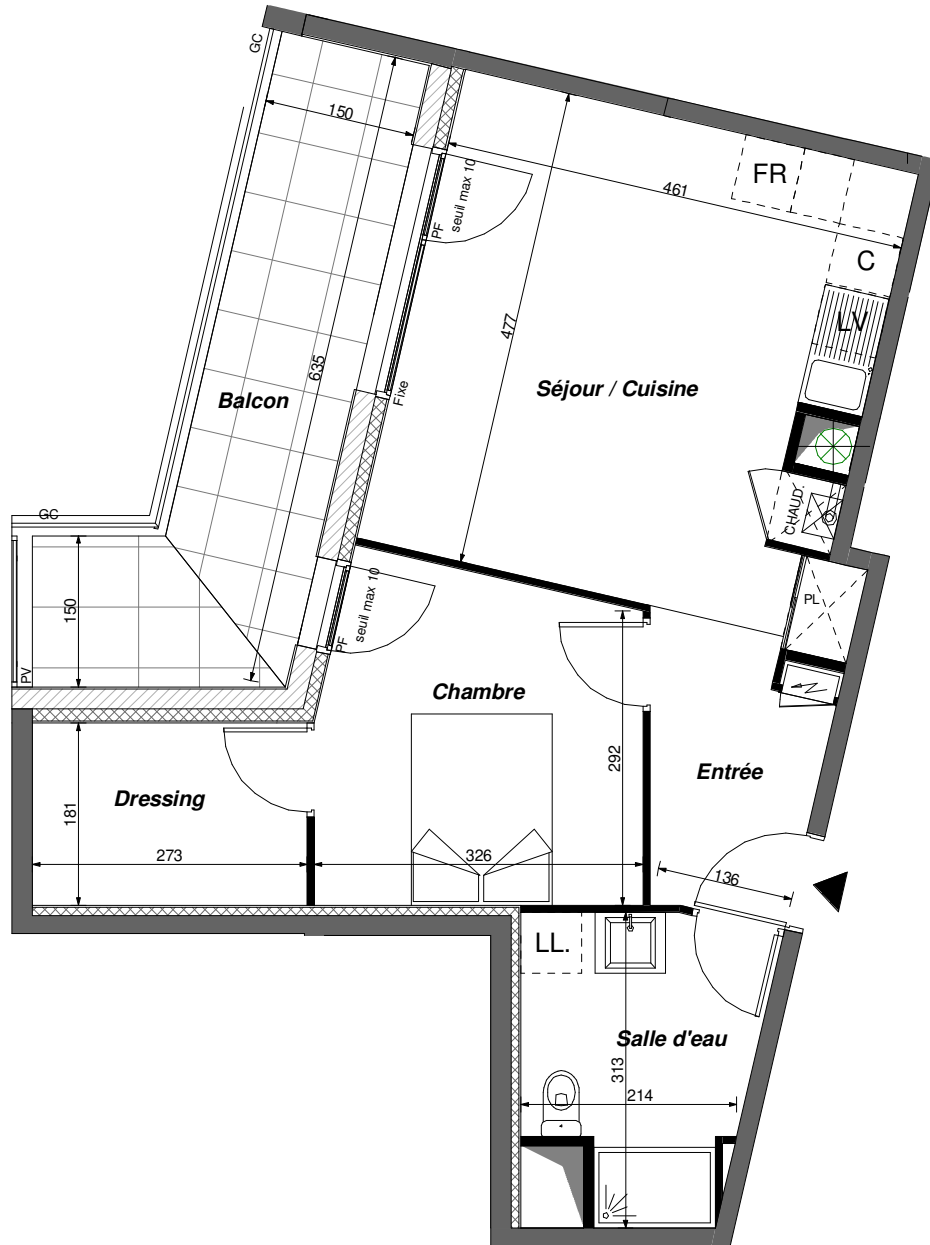 GC
150
FR
461
seuil max 10
PF
C
477
LV
635
Fixe
Séjour / Cuisine
Balcon
CHAUD.
GC
PL
150
seuil max 10
PF
PV
Chambre
292
Entrée
Dressing
181
273
326
136
LL.
Salle d'eau
313
214